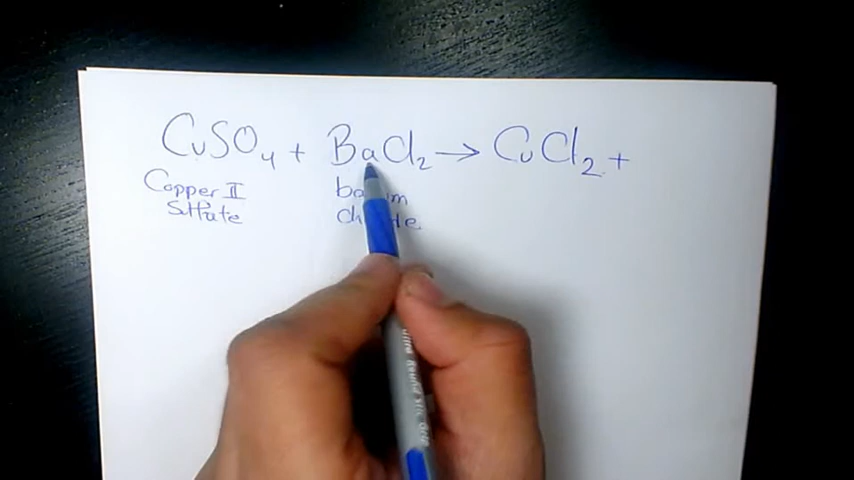 CuSO4 + BaCl2 → CuCl2 +
Copper II
Sulfate